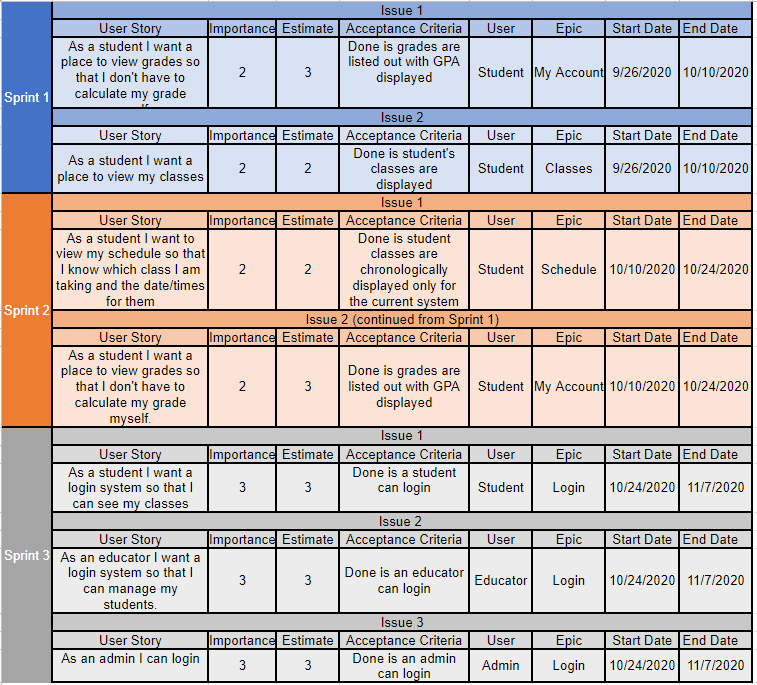 Sprint 1
Issue 1
User Story Importance Estimate Acceptance Criteria User Epic Start Date End Date
As a student I want a
place to view grades so
that I don't have to
calculate my grade
2 3
Done is grades are
listed out with GPA
displayed
Student My Account 9/26/2020 10/10/2020
Issue 2
User Story Importance Estimate Acceptance Criteria User Epic Start Date End Date
As a student I want a
place to view my classes
2 2
Done is student's
classes are
displayed
Student Classes 9/26/2020 10/10/2020
Sprint 2
Issue 1
User Story Importance Estimate Acceptance Criteria User Epic Start Date End Date
As a student I want to
view my schedule so that
I know which class I am
taking and the date/times
for them
2 2
Done is student
classes are
chronologically
displayed only for
the current system
Student Schedule 10/10/2020 10/24/2020
Issue 2 (continued from Sprint 1)
User Story Importance Estimate Acceptance Criteria User Epic Start Date End Date
As a student I want a
place to view grades so
that I don't have to
calculate my grade
myself.
2 3
Done is grades are
listed out with GPA
displayed
Student My Account 10/10/2020 10/24/2020
Sprint 3
Issue 1
User Story Importance Estimate Acceptance Criteria User Epic Start Date End Date
As a student I want a
login system so that I
can see my classes
3 3
Done is a student
can login
Student Login 10/24/2020 11/7/2020
Issue 2
User Story Importance Estimate Acceptance Criteria User Epic Start Date End Date
As an educator I want a
login system so that I
can manage my
students.
3 3
Done is an educator
can login
Educator Login 10/24/2020 11/7/2020
Issue 3
User Story Importance Estimate Acceptance Criteria User Epic Start Date End Date
As an admin I can login
3 3
Done is an admin
can login
Admin Login 10/24/2020 11/7/2020